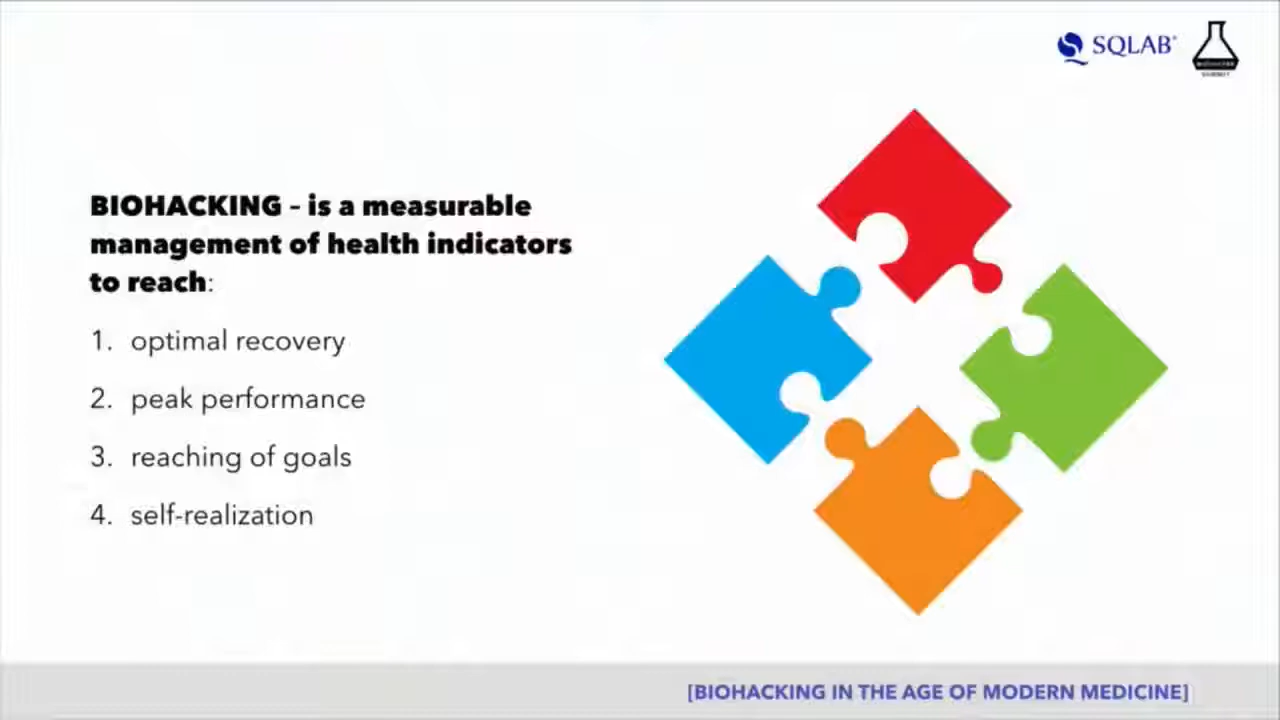 SQLAB®
BIOHACKING – is a measurable
management of health indicators
to reach:
1. optimal recovery
2. peak performance
3. reaching of goals
4. self-realization
[BIOHACKING IN THE AGE OF MODERN MEDICINE]